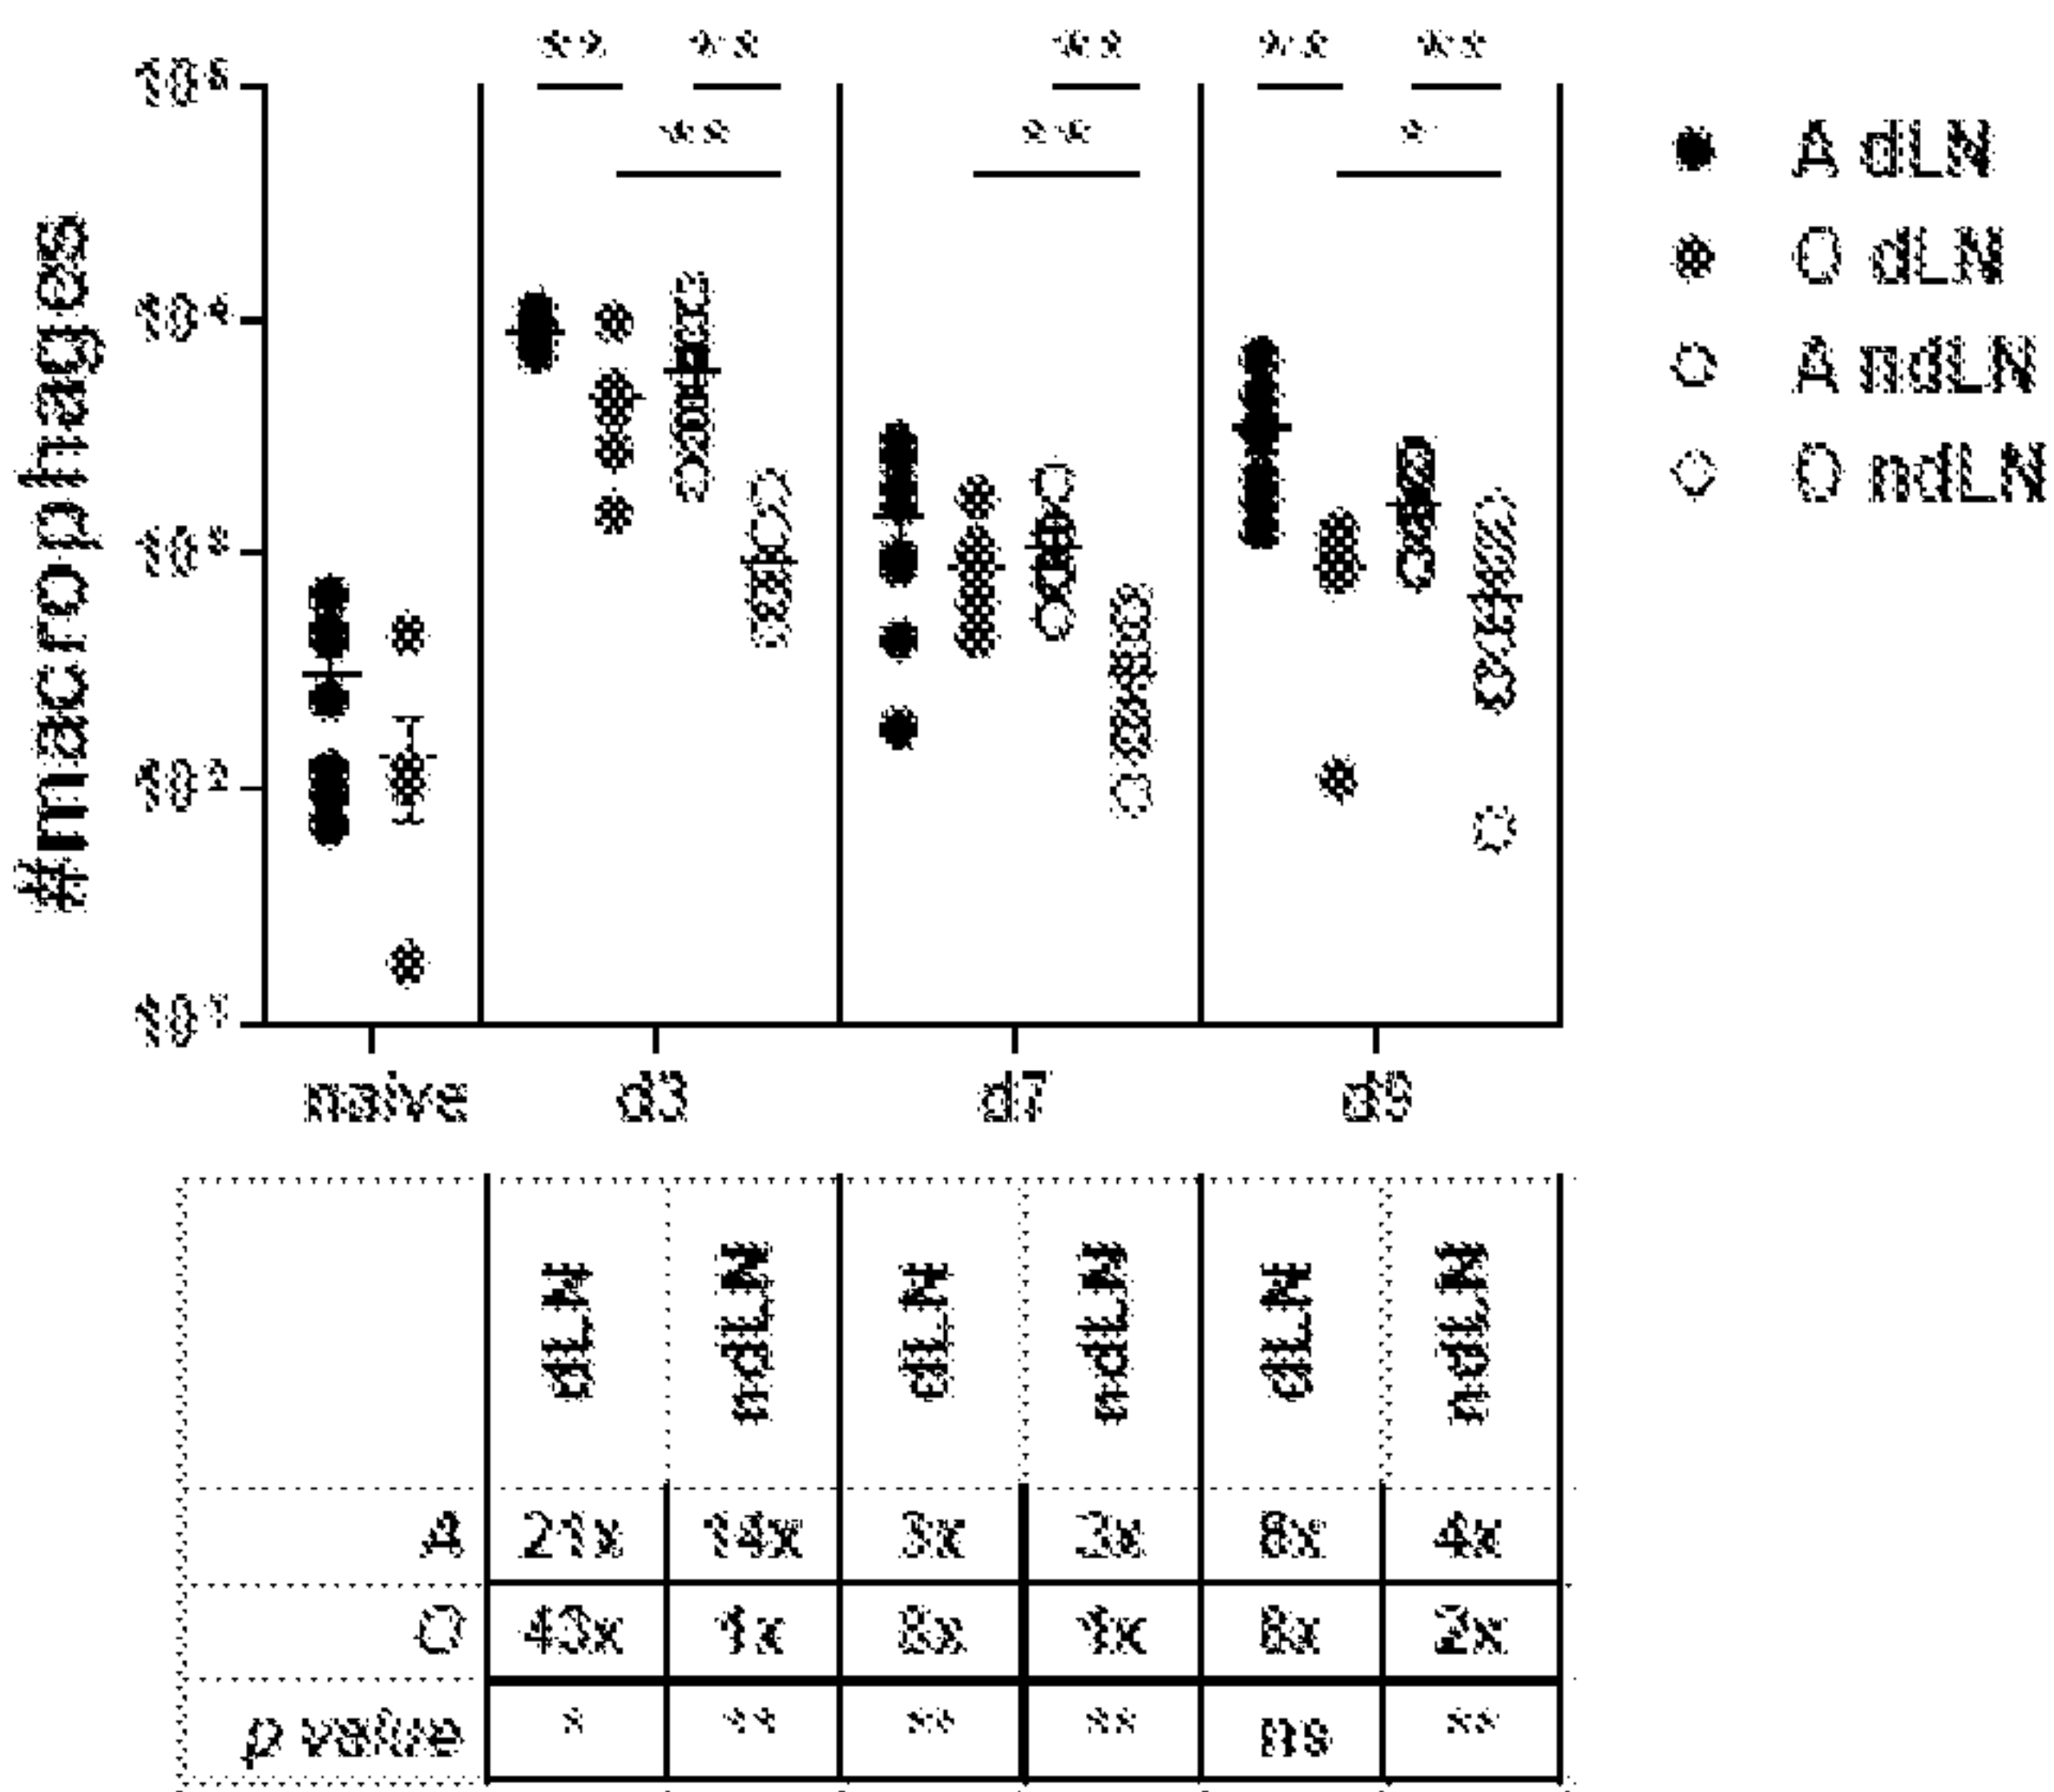 ** ** ** ** **
** ** *
#macrophages
10⁵
10⁴
10³
10²
10¹
naive d3 d7 d9
A dLN
O dLN
A ndLN
O ndLN
dLN ndLN dLN ndLN dLN ndLN
A 21x 14x 3x 3x 8x 4x
O 43x 1x 8x 1x 8x 2x
p value * ** ** ** ns **